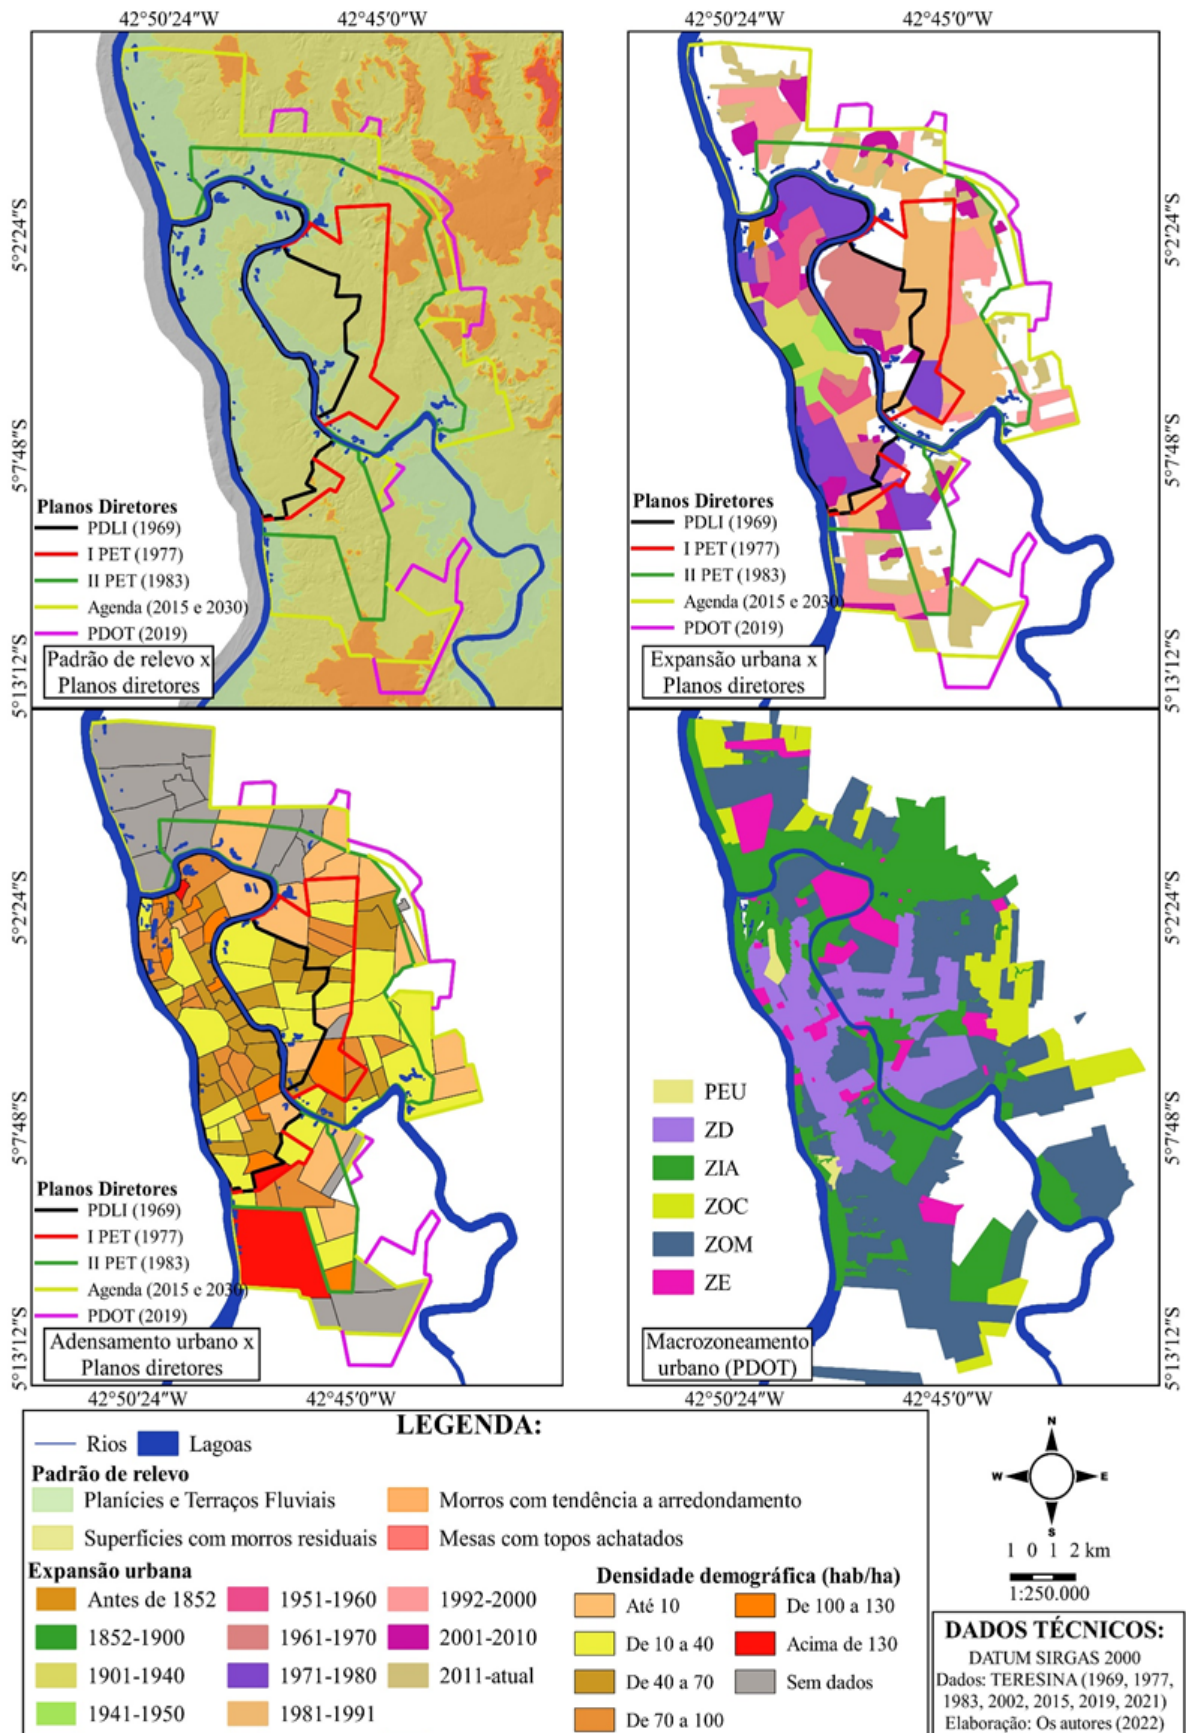 42°50'24"W 42°45'0"W
42°50'24"W 42°45'0"W
5°2'24"S
5°7'48"S
5°13'12"S
Planos Diretores
PDLI (1969)
I PET (1977)
II PET (1983)
Agenda (2015 e 2030)
PDOT (2019)
Padrão de relevo x
Planos diretores
Planos Diretores
PDLI (1969)
I PET (1977)
II PET (1983)
Agenda (2015 e 2030)
PDOT (2019)
Expansão urbana x
Planos diretores
5°2'24"S
5°7'48"S
5°13'12"S
5°2'24"S
5°7'48"S
5°13'12"S
Planos Diretores
PDLI (1969)
I PET (1977)
II PET (1983)
Agenda (2015 e 2030)
PDOT (2019)
Adensamento urbano x
Planos diretores
PEU
ZD
ZIA
ZOC
ZOM
ZE
Macrozoneamento
urbano (PDOT)
5°2'24"S
5°7'48"S
5°13'12"S
42°50'24"W 42°45'0"W
42°50'24"W 42°45'0"W
LEGENDA:
Rios Lagoas
Padrão de relevo
Planícies e Terraços Fluviais Morros com tendência a arredondamento
Superfícies com morros residuais Mesas com topos achatados
Expansão urbana
Antes de 1852
1852-1900
1901-1940
1941-1950
1951-1960
1961-1970
1971-1980
1981-1991
1992-2000
2001-2010
2011-atual
Densidade demográfica (hab/ha)
Até 10
De 10 a 40
De 40 a 70
De 70 a 100
De 100 a 130
Acima de 130
Sem dados
N
W E
S
1 0 1 2 km
1:250.000
DADOS TÉCNICOS:
DATUM SIRGAS 2000
Dados: TERESINA (1969, 1977,
1983, 2002, 2015, 2019, 2021)
Elaboração: Os autores (2022)